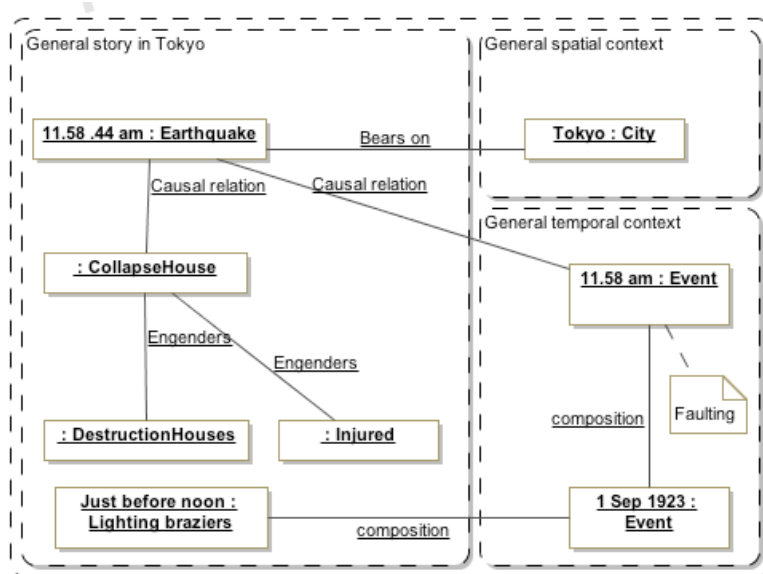 General story in Tokyo
General spatial context
11.58 .44 am : Earthquake
Bears on
Tokyo : City
Causal relation
Causal relation
General temporal context
: CollapseHouse
11.58 am : Event
Engenders
Engenders
Faulting
composition
: DestructionHouses
: Injured
Just before noon :
Lighting braziers
composition
1 Sep 1923 :
Event